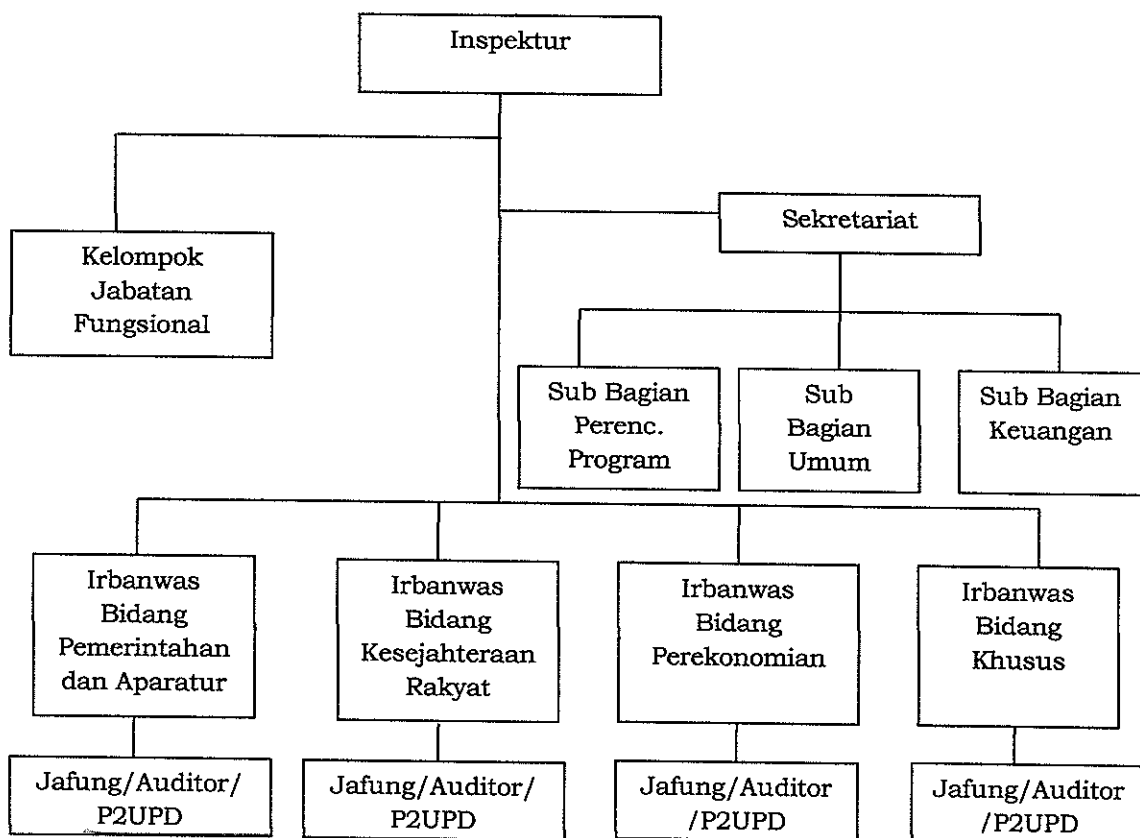 Inspektur
Sekretariat
Kelompok
Jabatan
Fungsional
Sub Bagian
Perenc.
Program
Sub
Bagian
Umum
Sub Bagian
Keuangan
Irbanwas
Bidang
Pemerintahan
dan Aparatur
Irbanwas
Bidang
Kesejahteraan
Rakyat
Irbanwas
Bidang
Perekonomian
Irbanwas
Bidang
Khusus
Jafung/Auditor/
P2UPD
Jafung/Auditor/
P2UPD
Jafung/Auditor
/P2UPD
Jafung/Auditor
/P2UPD